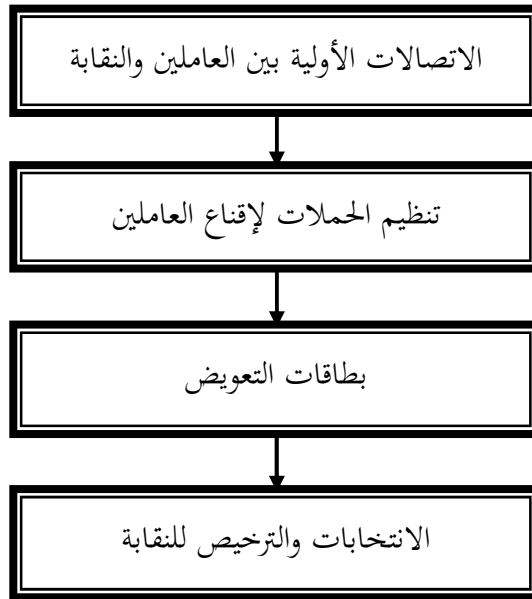 الاتصالات الأولية بين العاملين والنقابة
تنظيم الحملات لإقناع العاملين
بطاقات التعويض
الانتخابات والترخيص للنقابة